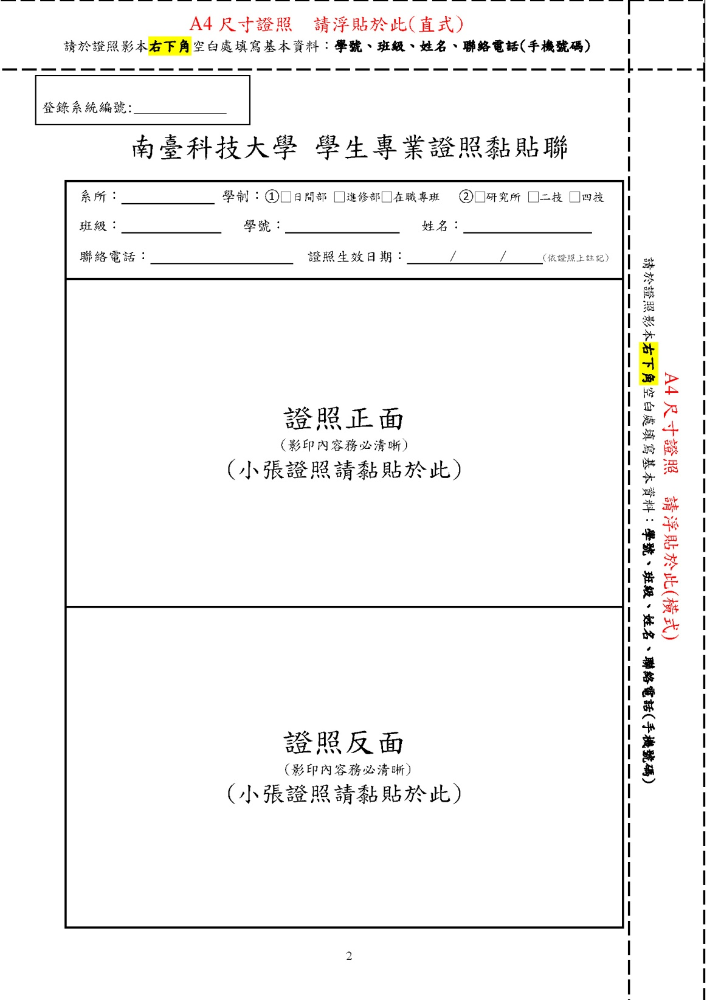 A4 尺寸證照　請浮貼於此(直式)
請於證照影本右下角空白處填寫基本資料：學號、班級、姓名、聯絡電話(手機號碼)
登錄系統編號:____________
南臺科技大學 學生專業證照黏貼聯
系所：____________ 學制：①□日間部 □進修部□在職專班 ②□研究所 □二技 □四技
班級：____________ 學號：____________ 姓名：____________
聯絡電話：____________ 證照生效日期：______/______/______(依證照上註記)
證照正面
(影印內容務必清晰)
(小張證照請黏貼於此)
證照反面
(影印內容務必清晰)
(小張證照請黏貼於此)
A4 尺寸證照　請浮貼於此(橫式)
請於證照影本右下角空白處填寫基本資料：學號、班級、姓名、聯絡電話(手機號碼)
2